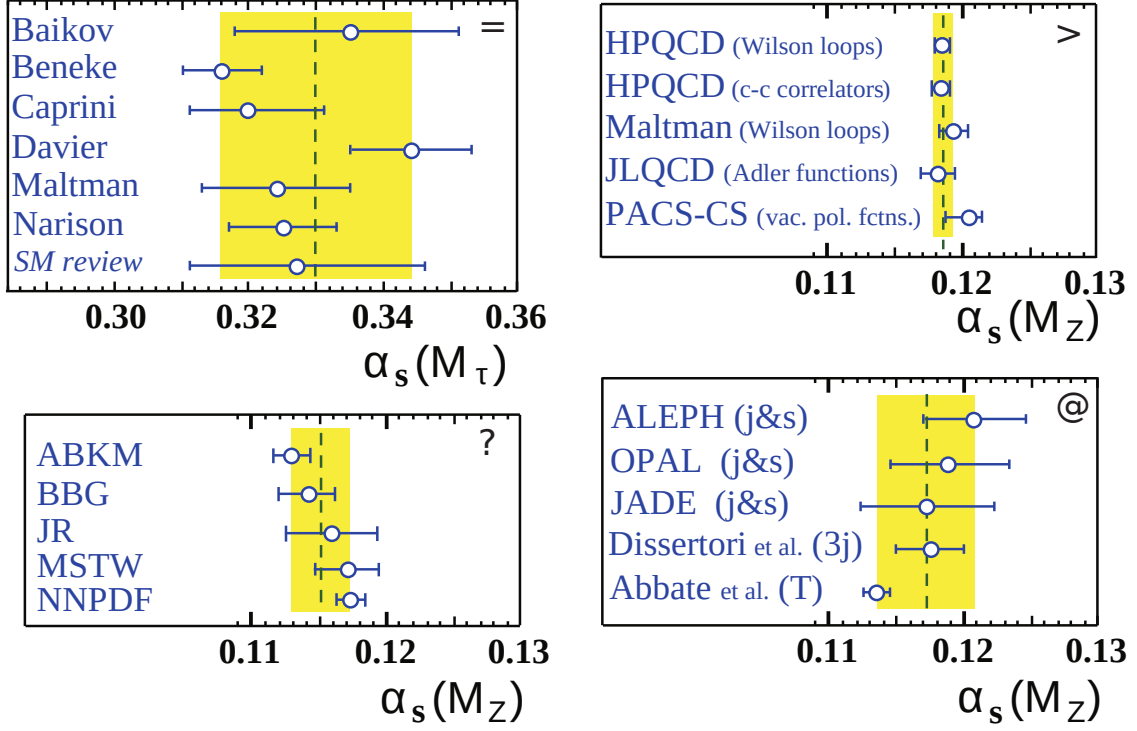 Baikov
=
Beneke
Caprini
Davier
Maltman
Narison
SM review
0.30 0.32 0.34 0.36
αs(Mτ)
HPQCD (Wilson loops)
>
HPQCD (c-c correlators)
Maltman (Wilson loops)
JLQCD (Adler functions)
PACS-CS (vac. pol. fctns.)
0.11 0.12 0.13
αs(MZ)
ABKM
?
BBG
JR
MSTW
NNPDF
0.11 0.12 0.13
αs(MZ)
ALEPH (j&s)
@
OPAL (j&s)
JADE (j&s)
Dissertori et al. (3j)
Abbate et al. (T)
0.11 0.12 0.13
αs(MZ)